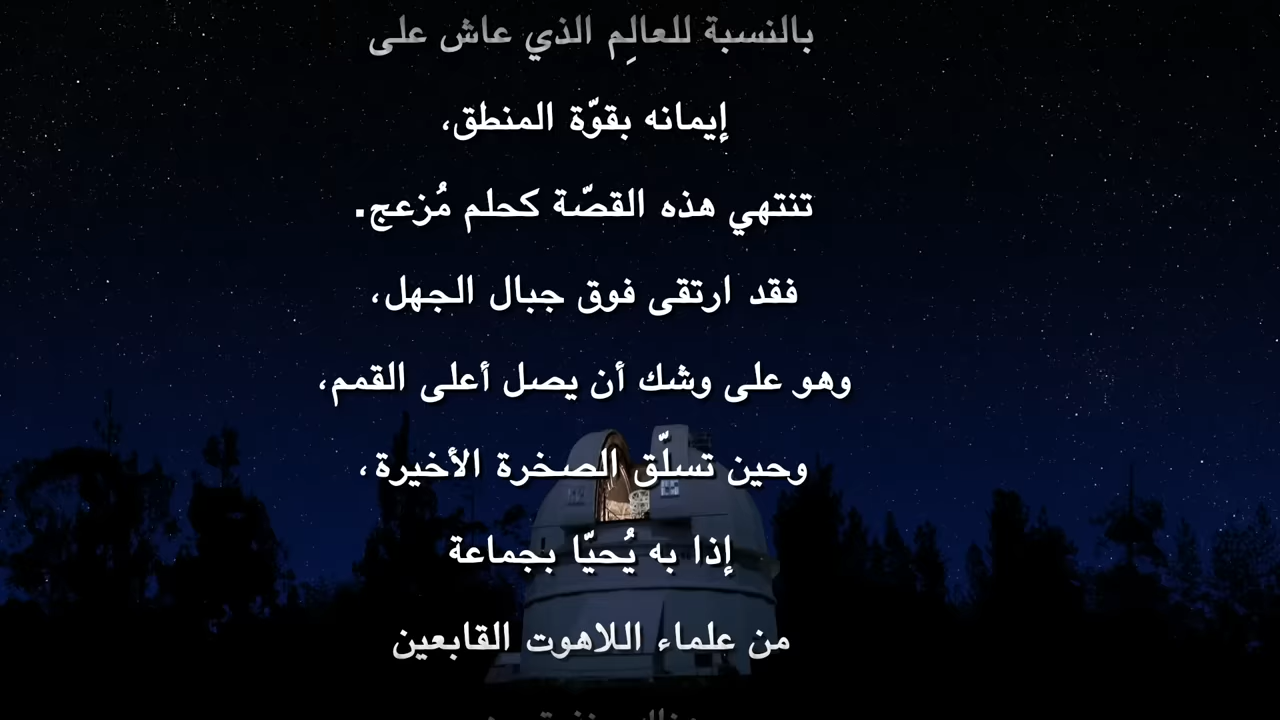 بالنسبة للعالِم الذي عاش على
إيمانه بقوّة المنطق،
تنتهي هذه القصّة كحلم مُزعج.
فقد ارتقى فوق جبال الجهل،
وهو على وشك أن يصل أعلى القمم،
وحين تسلّق الصخرة الأخيرة،
إذا به يُحيّا بجماعة
من علماء اللاهوت القابعين